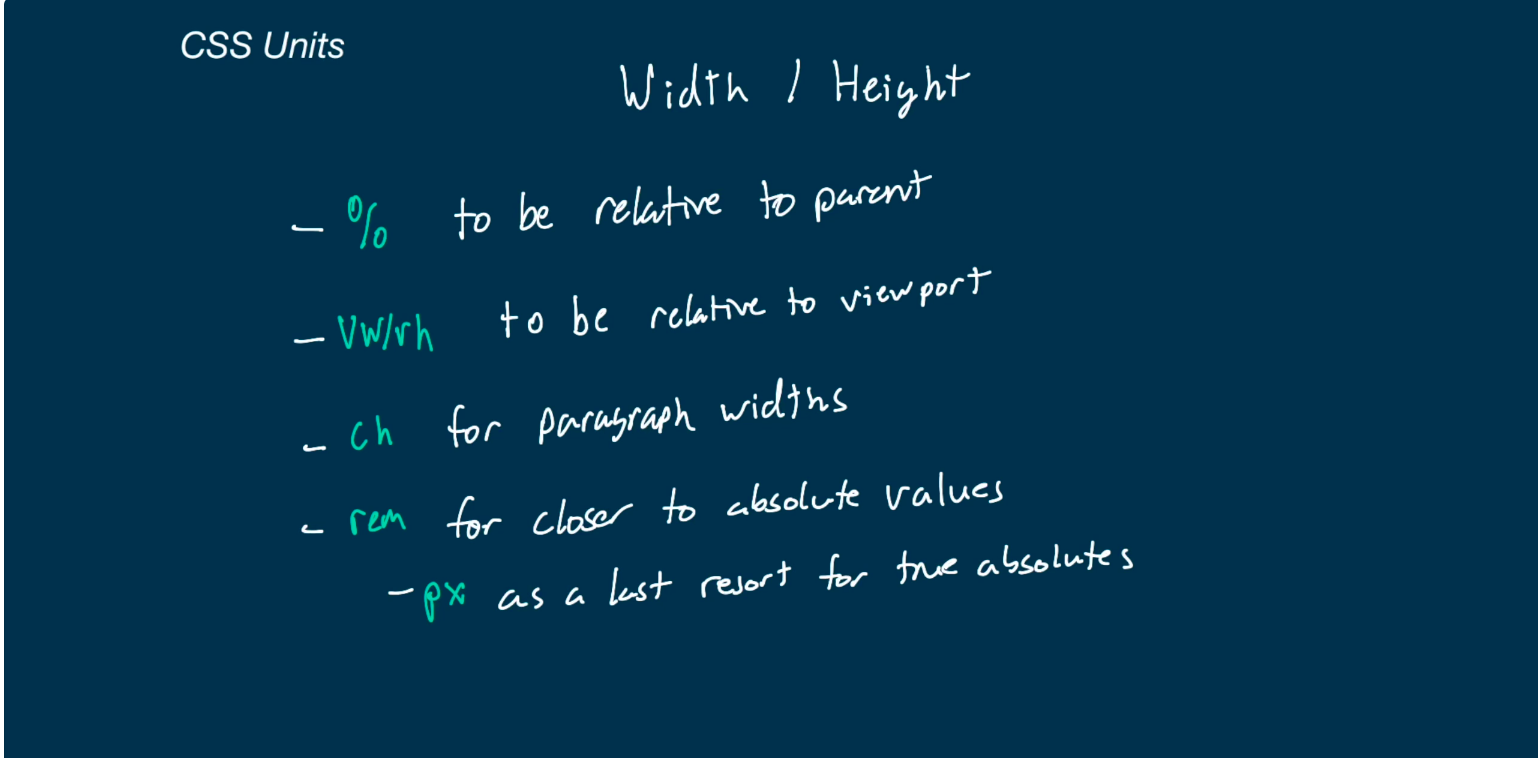 CSS Units
Width / Height
- % to be relative to parent
- vw/vh to be relative to viewport
- ch for paragraph widths
- rem for closer to absolute values
- px as a last resort for true absolutes